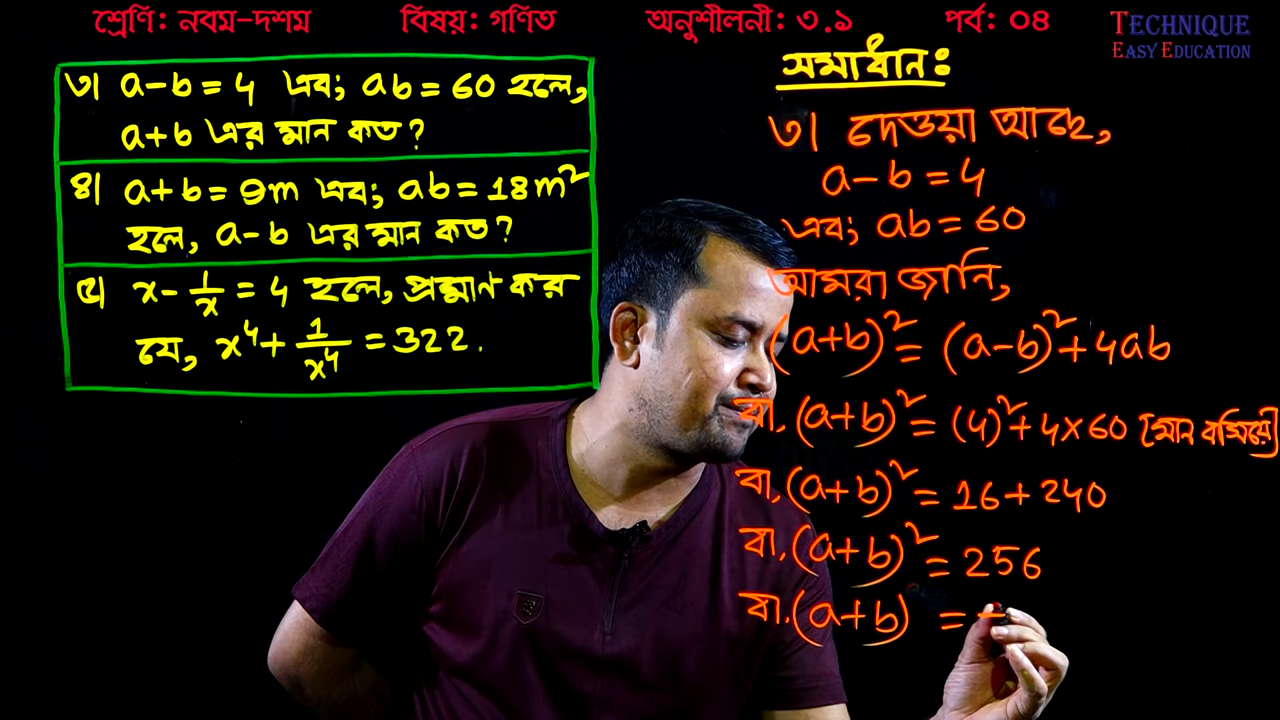 শ্রেণি: নবম-দশম বিষয়: গণিত অনুশীলনী: ৩.১ পর্ব: ০৪
TECHNIQUE
EASY EDUCATION
৩। a-b=4 এবং ab=60 হলে,
a+b এর মান কত?
৪। a+b=9m এবং ab=18m²
হলে, a-b এর মান কত?
৫। x-1/x=4 হলে, প্রমাণ কর
যে, x⁴+1/x⁴=322.
সমাধান:
৩। দেওয়া আছে,
a-b=4
এবং ab=60
আমরা জানি,
(a+b)²=(a-b)²+4ab
বা, (a+b)²=(4)²+4×60 [মান বসিয়ে]
বা, (a+b)²=16+240
বা, (a+b)²=256
বা, (a+b) =